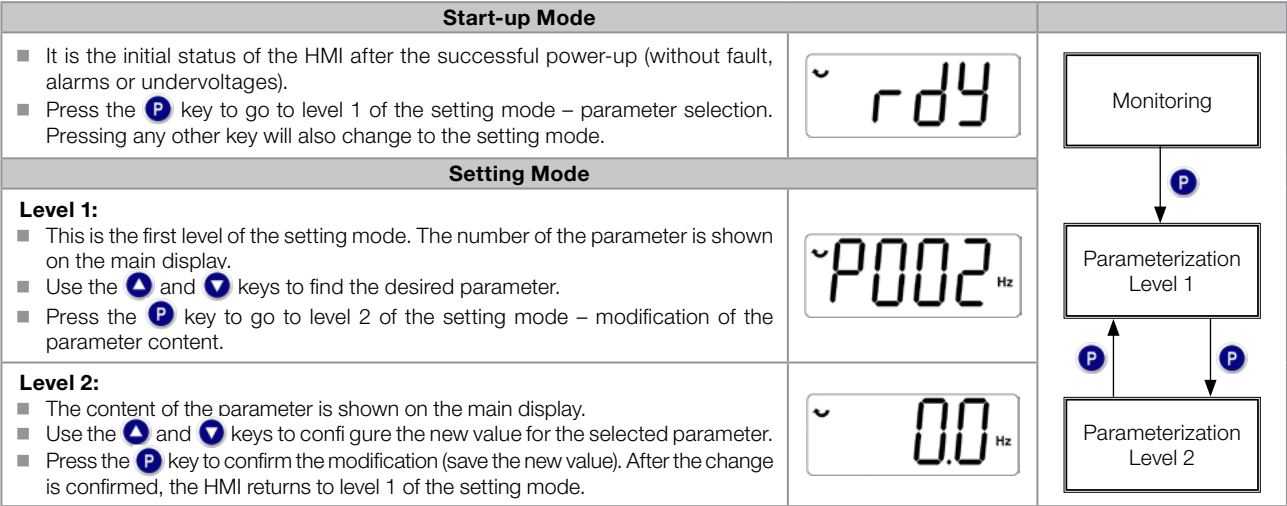 Start-up Mode
■ It is the initial status of the HMI after the successful power-up (without fault,
alarms or undervoltages).
■ Press the P key to go to level 1 of the setting mode – parameter selection.
Pressing any other key will also change to the setting mode.
rdy
Setting Mode
Level 1:
■ This is the first level of the setting mode. The number of the parameter is shown
on the main display.
■ Use the and keys to find the desired parameter.
■ Press the P key to go to level 2 of the setting mode – modification of the
parameter content.
P002 Hz
Level 2:
■ The content of the parameter is shown on the main display.
■ Use the and keys to confi gure the new value for the selected parameter.
■ Press the P key to confirm the modification (save the new value). After the change
is confirmed, the HMI returns to level 1 of the setting mode.
0.0 Hz
Monitoring
P
Parameterization
Level 1
P P
Parameterization
Level 2